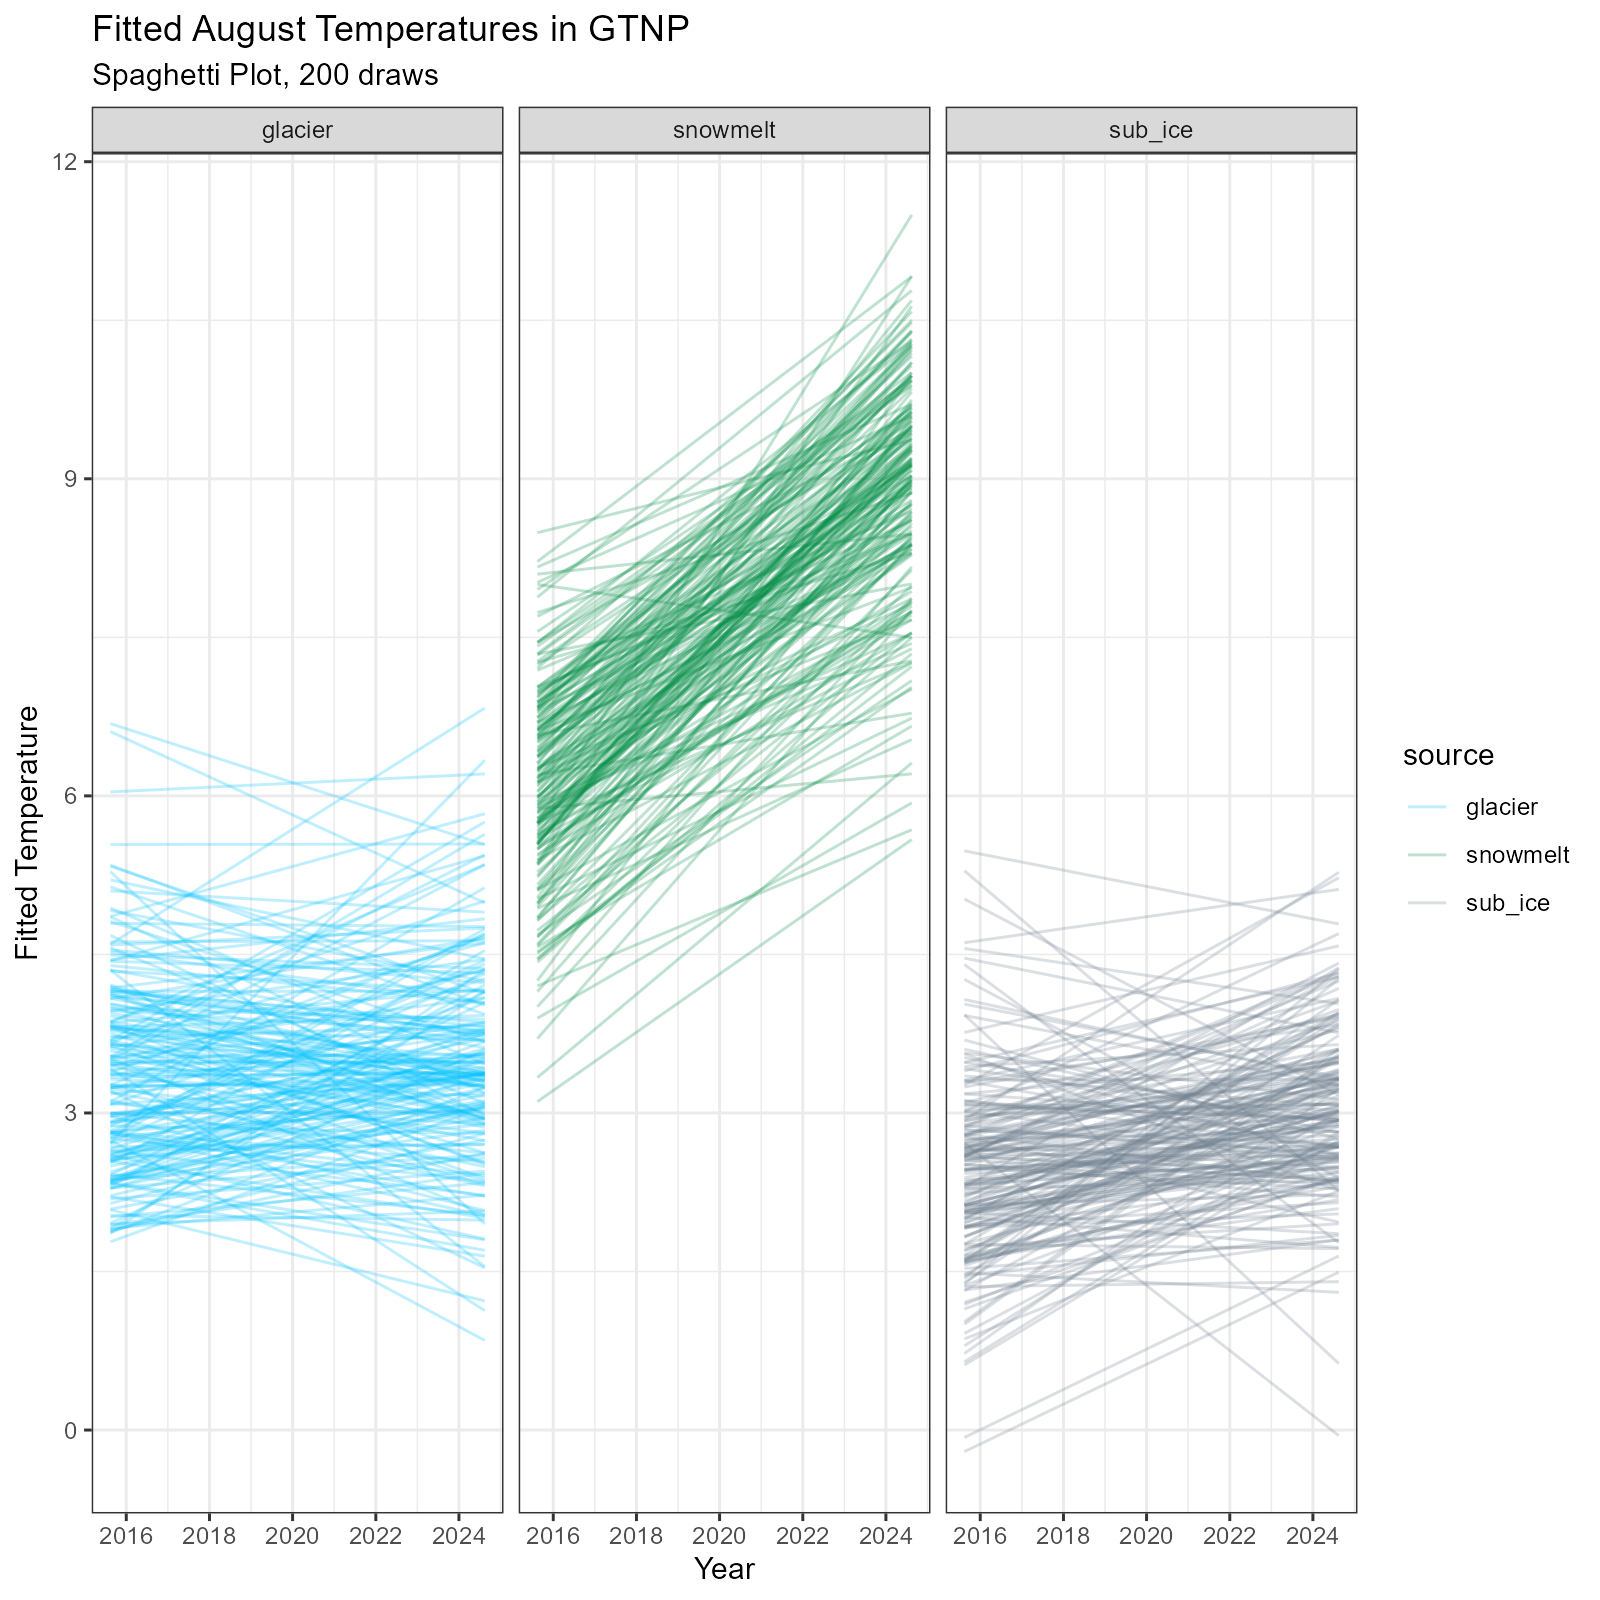 Fitted August Temperatures in GTNP
Spaghetti Plot, 200 draws
glacier
snowmelt
sub_ice
12
9
6
3
0
Fitted Temperature
2016 2018 2020 2022 2024
2016 2018 2020 2022 2024
2016 2018 2020 2022 2024
Year
source
glacier
snowmelt
sub_ice